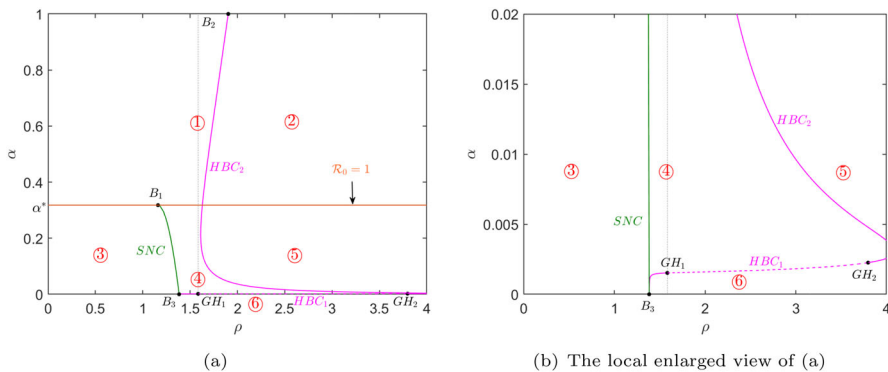 1
0.8
0.6
0.4
α*
0.2
0
α
B₂
①
②
HBC₂
R₀ = 1
B₁
SNC
③
④
⑤
⑥
B₃
GH₁
HBC₁
GH₂
0 0.5 1 1.5 2 2.5 3 3.5 4
ρ
(a)
0.02
0.015
0.01
0.005
0
α
HBC₂
③
④
⑤
SNC
GH₁
HBC₁
GH₂
⑥
B₃
0 1 2 3 4
ρ
(b) The local enlarged view of (a)